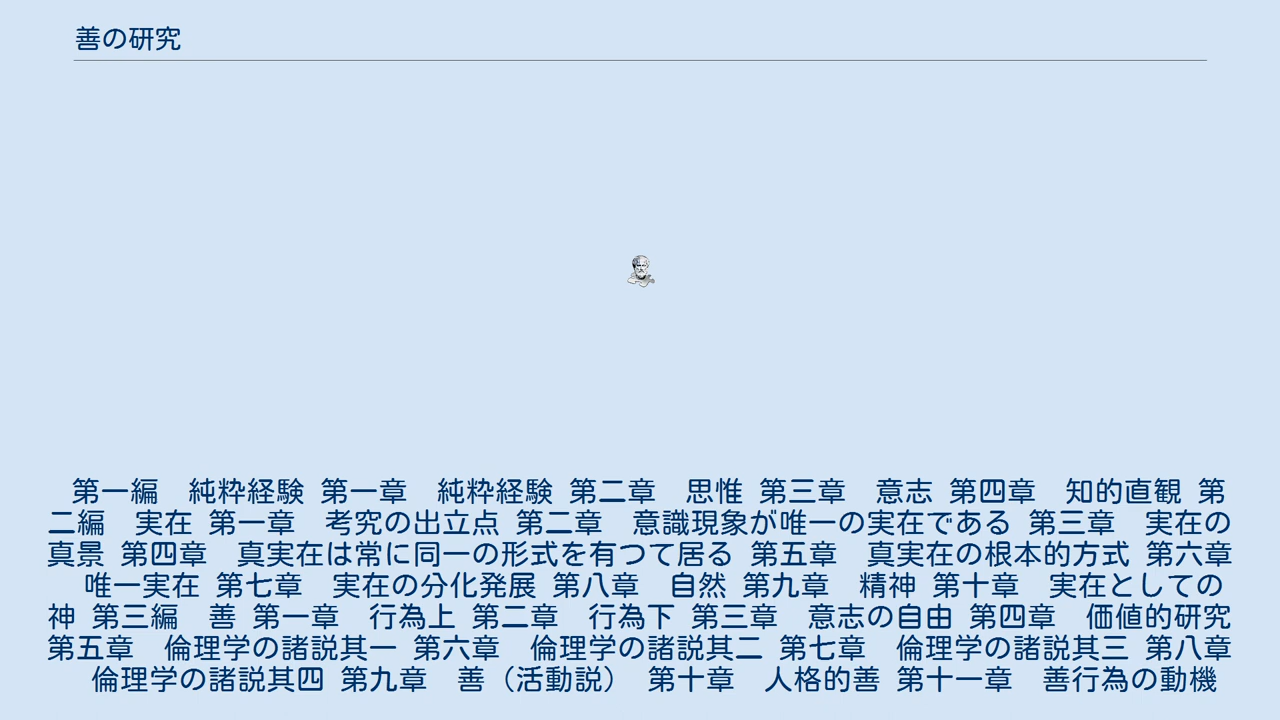 善の研究
第一編　純粋経験 第一章　純粋経験 第二章　思惟 第三章　意志 第四章　知的直観 第
二編　実在 第一章　考究の出立点 第二章　意識現象が唯一の実在である 第三章　実在の
真景 第四章　真実在は常に同一の形式を有つて居る 第五章　真実在の根本的方式 第六章
　唯一実在 第七章　実在の分化発展 第八章　自然 第九章　精神 第十章　実在としての
神 第三編　善 第一章　行為上 第二章　行為下 第三章　意志の自由 第四章　価値的研究
第五章　倫理学の諸説其一 第六章　倫理学の諸説其二 第七章　倫理学の諸説其三 第八章
　倫理学の諸説其四 第九章　善（活動説） 第十章　人格的善 第十一章　善行為の動機